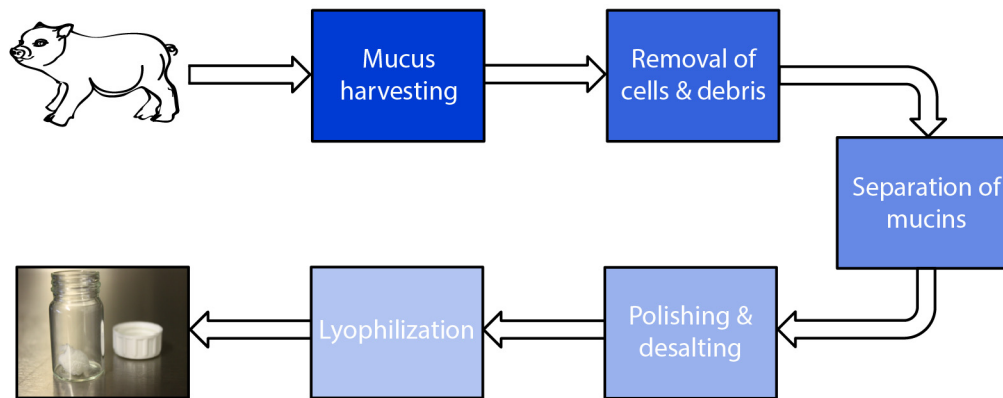 Mucus
harvesting
Removal of
cells & debris
Separation of
mucins
Polishing &
desalting
Lyophilization